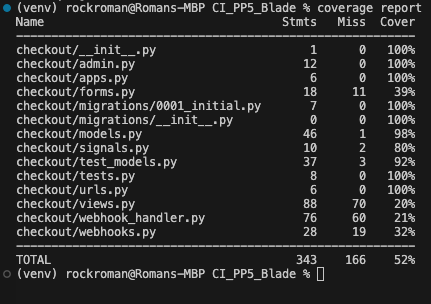 (venv) rockroman@Romans-MBP CI_PP5_Blade % coverage report
Name Stmts Miss Cover
checkout/__init__.py 1 0 100%
checkout/admin.py 12 0 100%
checkout/apps.py 6 0 100%
checkout/forms.py 18 11 39%
checkout/migrations/0001_initial.py 7 0 100%
checkout/migrations/__init__.py 0 0 100%
checkout/models.py 46 1 98%
checkout/signals.py 10 2 80%
checkout/test_models.py 37 3 92%
checkout/tests.py 8 0 100%
checkout/urls.py 6 0 100%
checkout/views.py 88 70 20%
checkout/webhook_handler.py 76 60 21%
checkout/webhooks.py 28 19 32%
TOTAL 343 166 52%
(venv) rockroman@Romans-MBP CI_PP5_Blade %